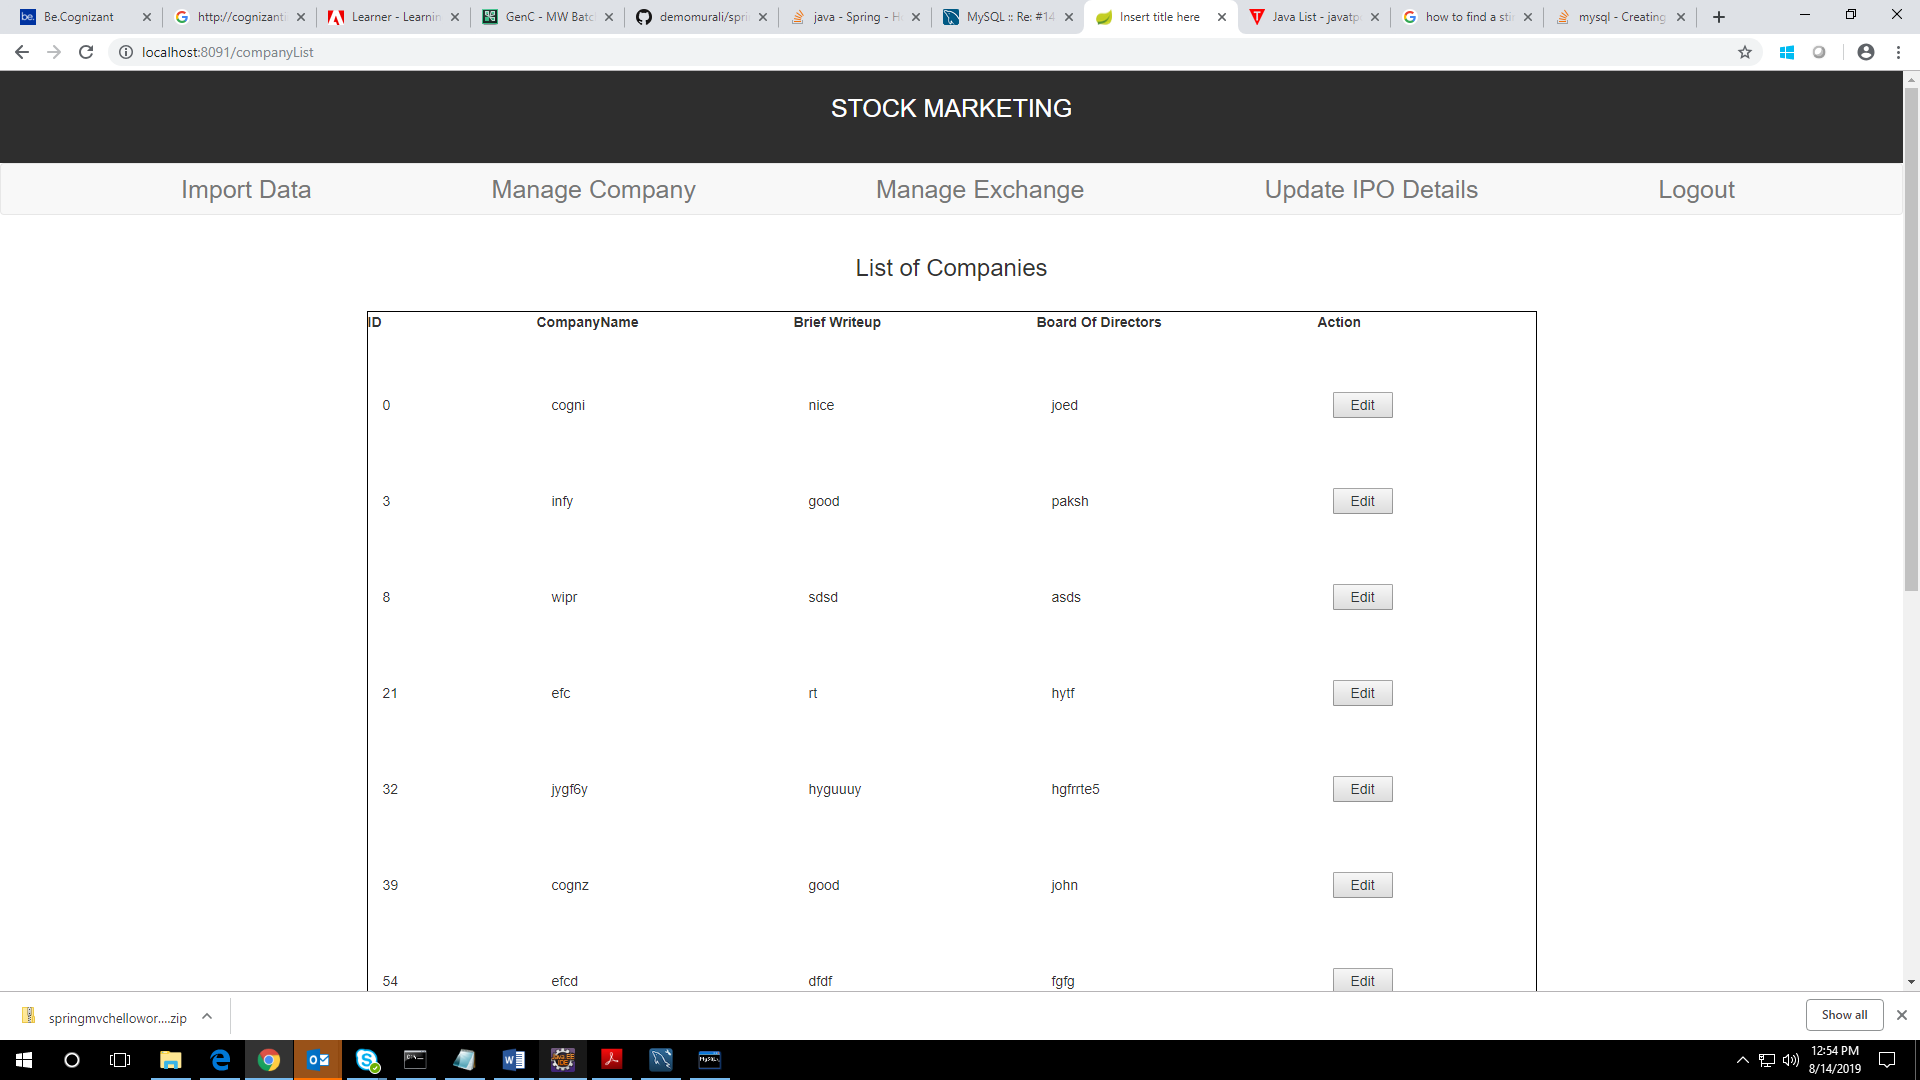 Be.Cognizant
http://cognizanti
Learner - Learnin
GenC - MW Batc
demomurali/spri
java - Spring - H
MySQL :: Re: #14
Insert title here
Java List - javatp
how to find a sti
mysql - Creating
localhost:8091/companyList
STOCK MARKETING
Import Data Manage Company Manage Exchange Update IPO Details Logout
List of Companies
ID CompanyName Brief Writeup Board Of Directors Action
0 cogni nice joed Edit
3 infy good paksh Edit
8 wipr sdsd asds Edit
21 efc rt hytf Edit
32 jygf6y hyguuuy hgfrrte5 Edit
39 cognz good john Edit
54 efcd dfdf fgfg Edit
springmvchellowor....zip
Show all
12:54 PM
8/14/2019